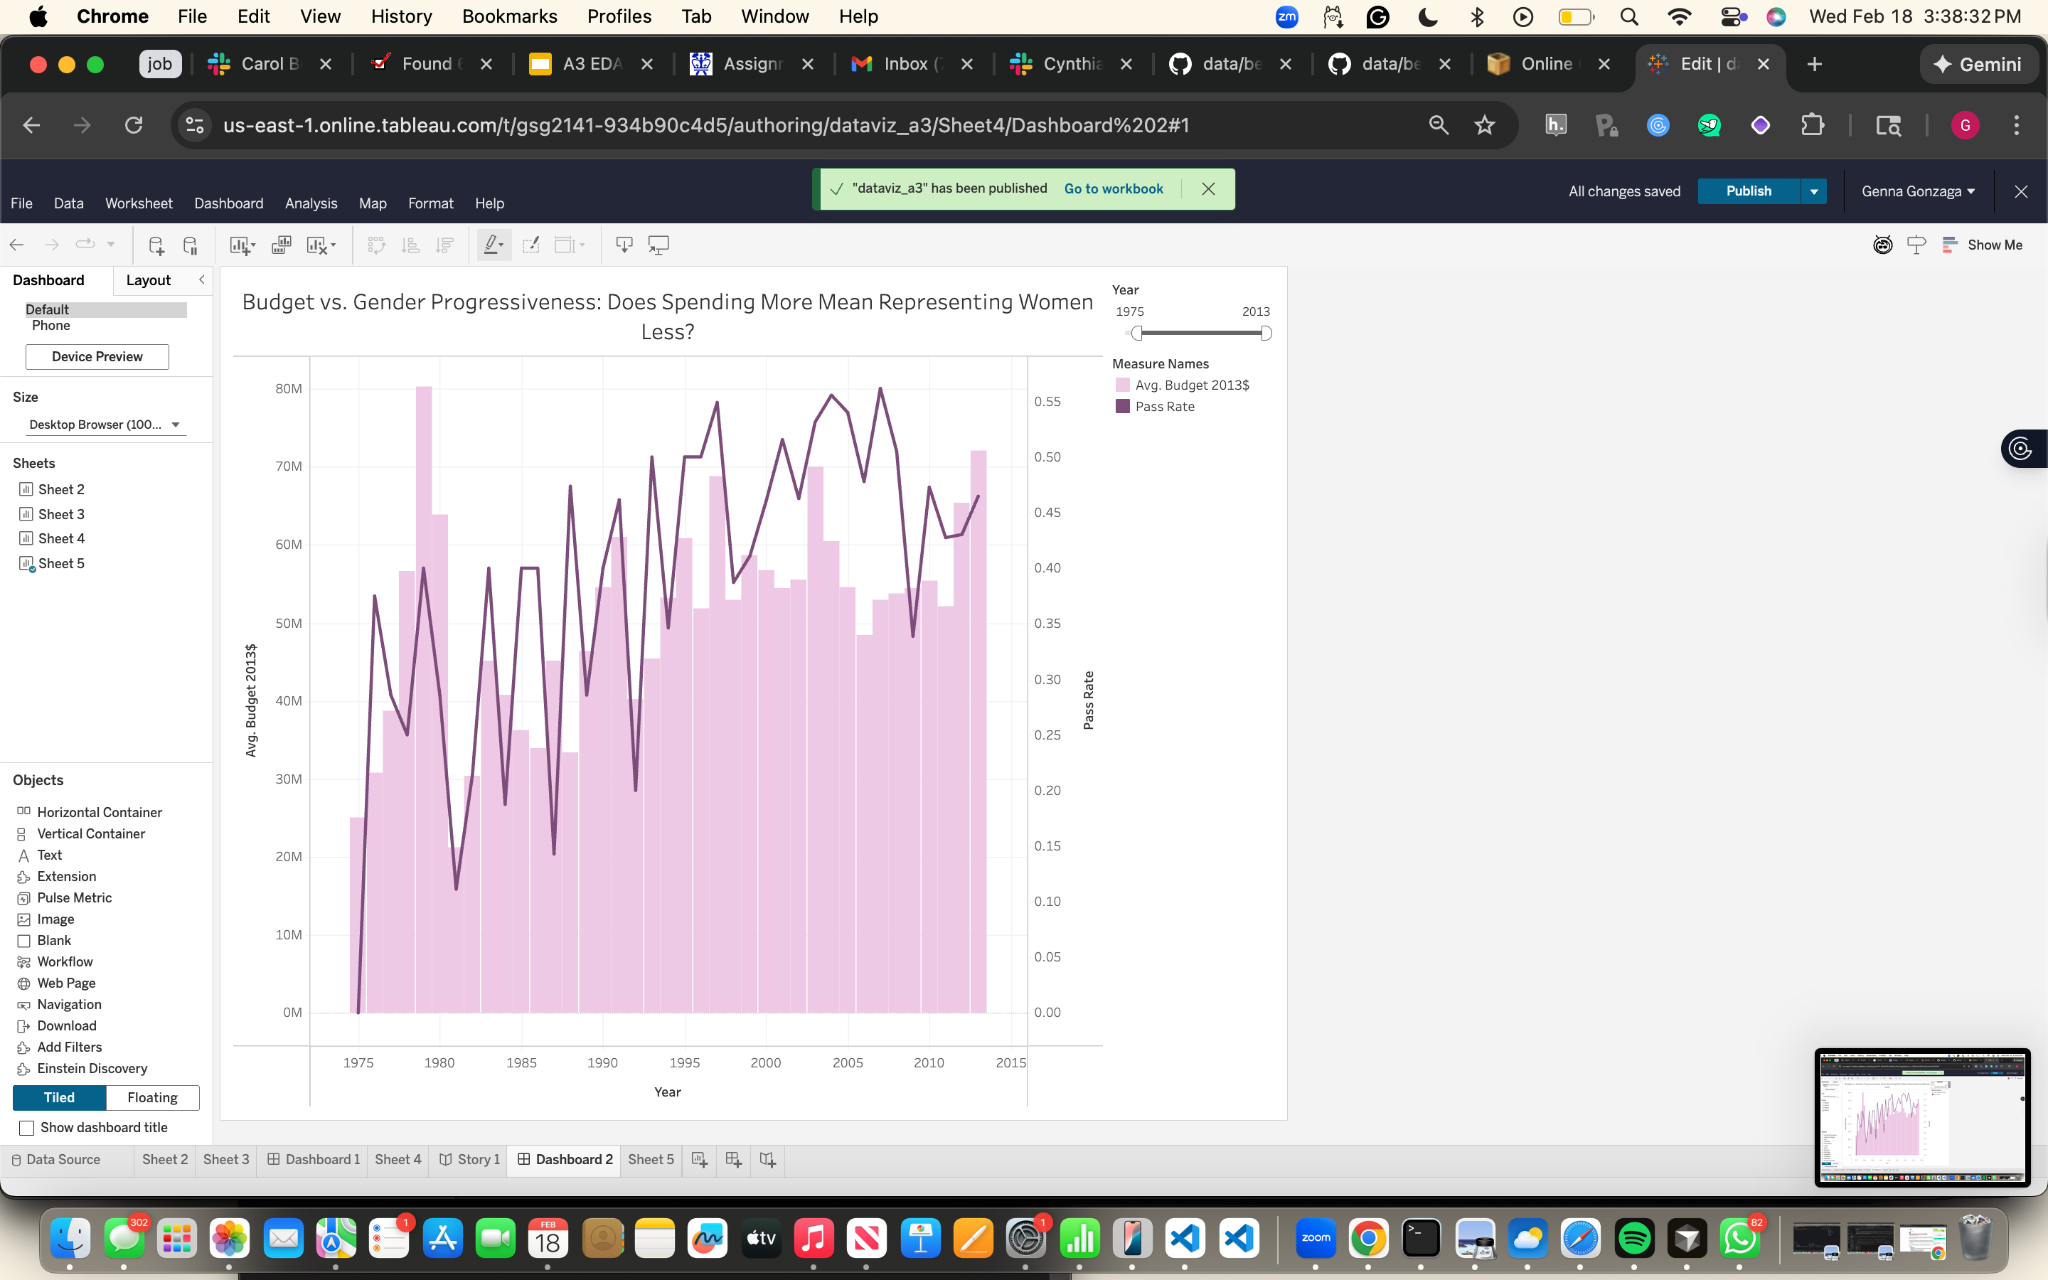 Chrome File Edit View History Bookmarks Profiles Tab Window Help
zm
Wed Feb 18 3:38:32 PM
job
Carol B
Found
A3 EDA
Assignr
Inbox (
Cynthia
data/be
data/be
Online
Edit | d
Gemini
us-east-1.online.tableau.com/t/gsg2141-934b90c4d5/authoring/dataviz_a3/Sheet4/Dashboard%202#1
h.
G
"dataviz_a3" has been published Go to workbook
All changes saved
Publish
Genna Gonzaga
File Data Worksheet Dashboard Analysis Map Format Help
Show Me
Dashboard
Layout
Default
Phone
Device Preview
Size
Desktop Browser (100...
Sheets
Sheet 2
Sheet 3
Sheet 4
Sheet 5
Objects
Horizontal Container
Vertical Container
Text
Extension
Pulse Metric
Image
Blank
Workflow
Web Page
Navigation
Download
Add Filters
Einstein Discovery
Tiled
Floating
Show dashboard title
Budget vs. Gender Progressiveness: Does Spending More Mean Representing Women
Less?
80M
70M
60M
50M
40M
30M
20M
10M
0M
Avg. Budget 2013$
0.55
0.50
0.45
0.40
0.35
0.30
0.25
0.20
0.15
0.10
0.05
0.00
Pass Rate
1975 1980 1985 1990 1995 2000 2005 2010 2015
Year
Year
1975 2013
Measure Names
Avg. Budget 2013$
Pass Rate
Data Source
Sheet 2
Sheet 3
Dashboard 1
Sheet 4
Story 1
Dashboard 2
Sheet 5
302
1
FEB
18
tv
1
zoom
82